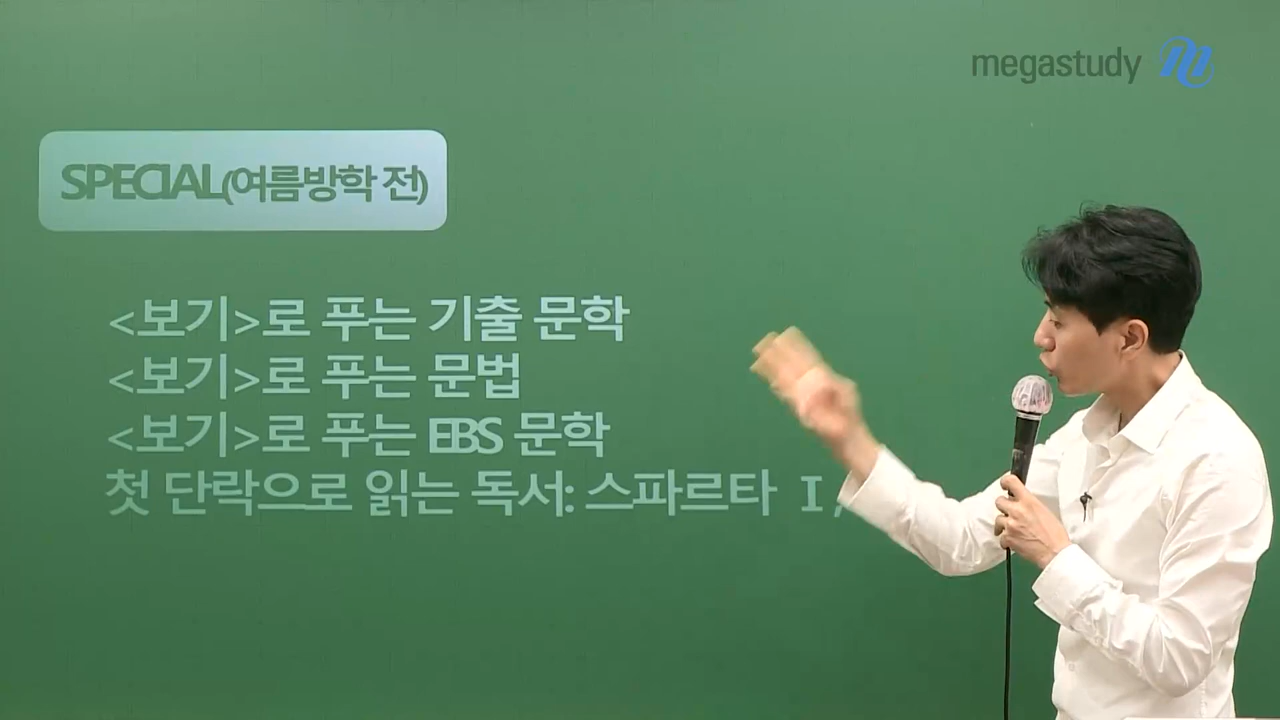 megastudy
SPECIAL(여름방학 전)
<보기>로 푸는 기출 문학
<보기>로 푸는 문법
<보기>로 푸는 EBS 문학
첫 단락으로 읽는 독서: 스파르타 Ⅰ,